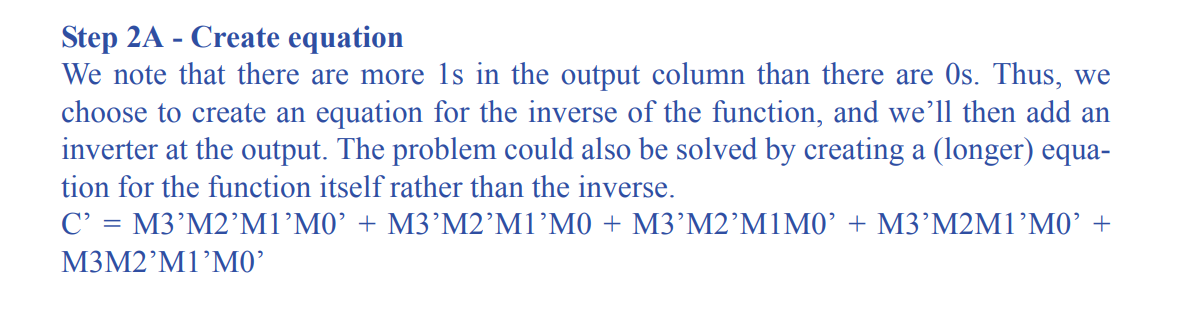 Step 2A - Create equation
We note that there are more 1s in the output column than there are 0s. Thus, we
choose to create an equation for the inverse of the function, and we’ll then add an
inverter at the output. The problem could also be solved by creating a (longer) equa-
tion for the function itself rather than the inverse.
C’ = M3’M2’M1’M0’ + M3’M2’M1’M0 + M3’M2’M1M0’ + M3’M2M1’M0’ +
M3M2’M1’M0’